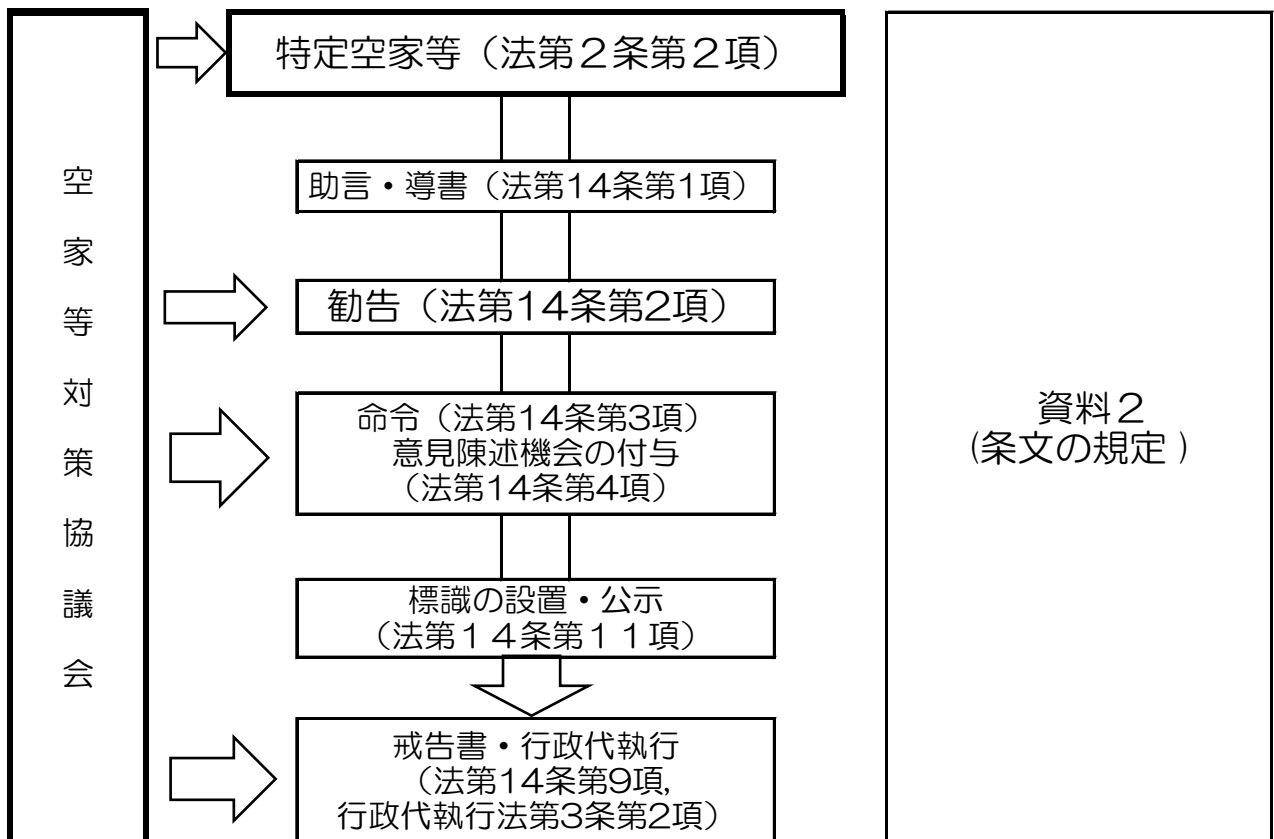 空家等対策協議会
特定空家等（法第２条第２項）
助言・導書（法第14条第1項）
勧告（法第14条第2項）
命令（法第14条第3項）
意見陳述機会の付与
（法第14条第4項）
標識の設置・公示
（法第１４条第１１項）
戒告書・行政代執行
（法第14条第9項,
行政代執行法第3条第2項）
資料２
(条文の規定 )